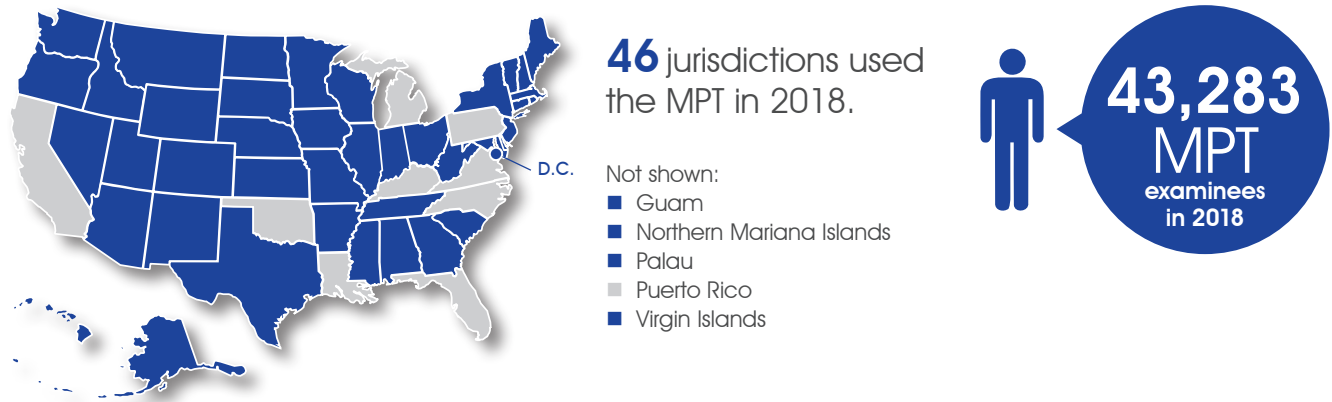 D.C.
46 jurisdictions used
the MPT in 2018.
Not shown:
Guam
Northern Mariana Islands
Palau
Puerto Rico
Virgin Islands
43,283
MPT
examinees
in 2018